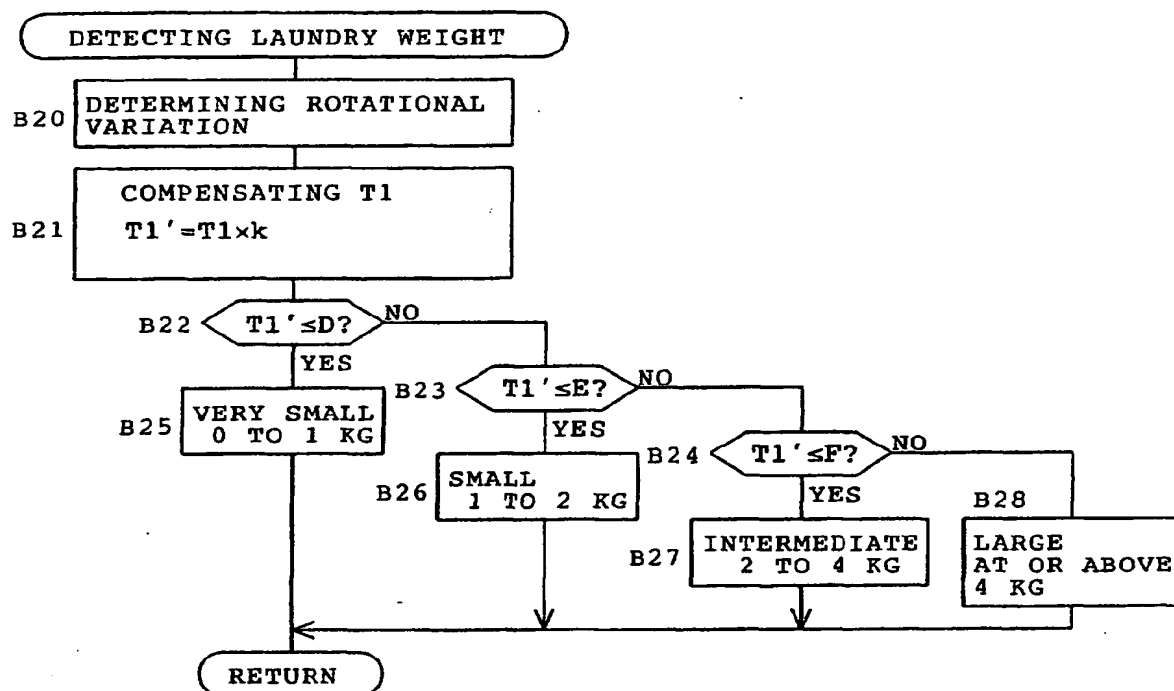 DETECTING LAUNDRY WEIGHT
B20
DETERMINING ROTATIONAL
VARIATION
B21
COMPENSATING T1
T1'=T1×k
B22
T1'≤D?
NO
YES
B23
T1'≤E?
NO
YES
B24
T1'≤F?
NO
YES
B25
VERY SMALL
0 TO 1 KG
B26
SMALL
1 TO 2 KG
B27
INTERMEDIATE
2 TO 4 KG
B28
LARGE
AT OR ABOVE
4 KG
RETURN